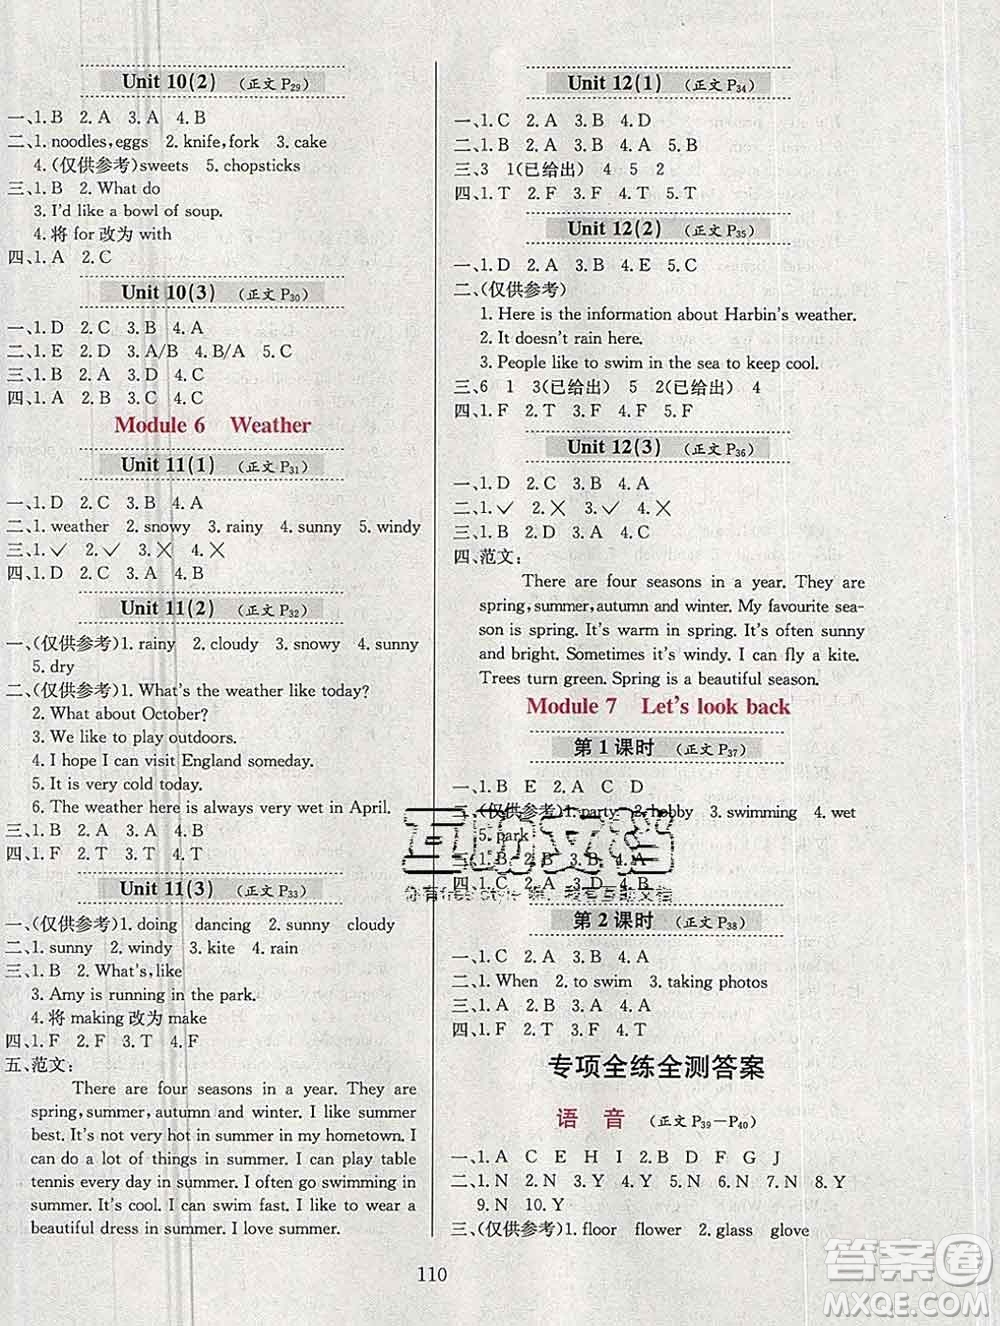 Unit 10(2) (正文 P29)
一、1. B 2. A 3. A 4. B
二、1. noodles,eggs 2. knife,fork 3. cake
4.(仅供参考)sweets 5. chopsticks
三、1. B 2. What do
3. I'd like a bowl of soup.
4. 将 for 改为 with
四、1. A 2. C
Unit 10(3) (正文 P30)
一、1. D 2. C 3. B 4. A
二、1. E 2. D 3. A/B 4. B/A 5. C
三、1. B 2. A 3. D 4. C
四、1. A 2. B 3. C 4. C
Module 6 Weather
Unit 11(1) (正文 P31)
一、1. D 2. C 3. B 4. A
二、1. weather 2. snowy 3. rainy 4. sunny 5. windy
三、1. ✓ 2. ✓ 3. ✕ 4. ✕
四、1. D 2. C 3. A 4. B
Unit 11(2) (正文 P32)
一、(仅供参考)1. rainy 2. cloudy 3. snowy 4. sunny
5. dry
二、(仅供参考)1. What's the weather like today?
2. What about October?
3. We like to play outdoors.
4. I hope I can visit England someday.
5. It is very cold today.
6. The weather here is always very wet in April.
三、1. B 2. A 3. A 4. B
四、1. F 2. F 3. T 4. T
Unit 11(3) (正文 P33)
一、(仅供参考)1. doing dancing sunny cloudy
二、1. sunny 2. windy 3. kite 4. rain
三、1. B 2. What's,like
3. Amy is running in the park.
4. 将 making 改为 make
四、1. F 2. F 3. T 4. F
五、范文:
There are four seasons in a year. They are
spring,summer,autumn and winter. I like summer
best. It's not very hot in summer in my hometown. I
can do a lot of things in summer. I can play table
tennis every day in summer. I often go swimming in
summer. It's cool. I can swim fast. I like to wear a
beautiful dress in summer. I love summer.
Unit 12(1) (正文 P34)
一、1. C 2. A 3. B 4. D
二、1. B 2. B 3. A 4. A 5. B
三、3 1(已给出) 4 5 2
四、1. T 2. F 3. F 4. T 5. T
Unit 12(2) (正文 P35)
一、1. D 2. A 3. B 4. E 5. C
二、(仅供参考)
1. Here is the information about Harbin's weather.
2. It doesn't rain here.
3. People like to swim in the sea to keep cool.
三、6 1 3(已给出) 5 2(已给出) 4
四、1. F 2. T 3. F 4. F 5. F
Unit 12(3) (正文 P36)
一、1. D 2. C 3. B 4. A
二、1. ✓ 2. ✕ 3. ✓ 4. ✕
三、1. B 2. D 3. C 4. A
四、范文:
There are four seasons in a year. They are
spring,summer,autumn and winter. My favourite sea-
son is spring. It's warm in spring. It's often sunny
and bright. Sometimes it's windy. I can fly a kite.
Trees turn green. Spring is a beautiful season.
Module 7 Let's look back
第 1 课时 (正文 P37)
一、1. B E 2. A C D
二、(仅供参考)1. party 2. hobby 3. swimming 4. wet
5. park
三、1. B 2. B 3. D 4. A
四、1. C 2. A 3. D 4. B
互助文档
第 2 课时 (正文 P38)
一、1. C 2. A 3. B 4. A
二、1. When 2. to swim 3. taking photos
三、1. A 2. A 3. B 4. A
四、1. F 2. T 3. F 4. T
专项全练全测答案
语 音 (正文 P39—P40)
一、1. A C E H I 2. B D F G J
二、1. N 2. N 3. Y 4. Y 5. N 6. N 7. Y 8. Y
9. N 10. Y
三、(仅供参考)1. floor flower 2. glass glove
110
答案圈
MXQE.COM